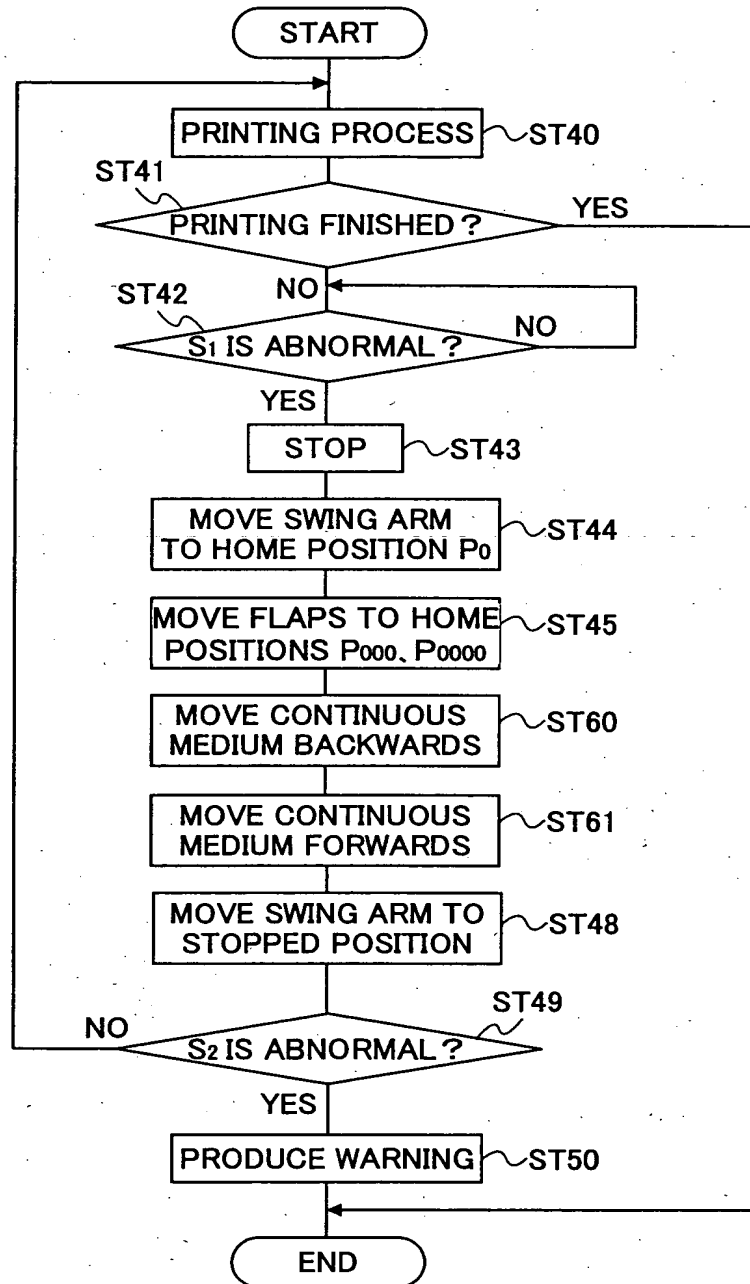 START
PRINTING PROCESS
ST40
ST41
PRINTING FINISHED?
YES
NO
ST42
S1 IS ABNORMAL?
NO
YES
STOP
ST43
MOVE SWING ARM
TO HOME POSITION P0
ST44
MOVE FLAPS TO HOME
POSITIONS P000、P0000
ST45
MOVE CONTINUOUS
MEDIUM BACKWARDS
ST60
MOVE CONTINUOUS
MEDIUM FORWARDS
ST61
MOVE SWING ARM TO
STOPPED POSITION
ST48
ST49
NO
S2 IS ABNORMAL?
YES
PRODUCE WARNING
ST50
END